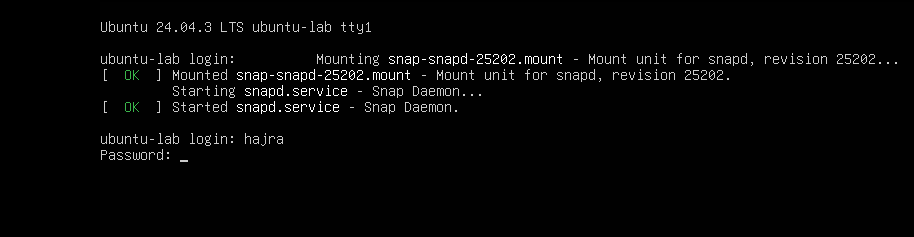 Ubuntu 24.04.3 LTS ubuntu-lab tty1
ubuntu-lab login:          Mounting snap-snapd-25202.mount - Mount unit for snapd, revision 25202...
[  OK  ] Mounted snap-snapd-25202.mount - Mount unit for snapd, revision 25202.
         Starting snapd.service - Snap Daemon...
[  OK  ] Started snapd.service - Snap Daemon.
ubuntu-lab login: hajra
Password: _